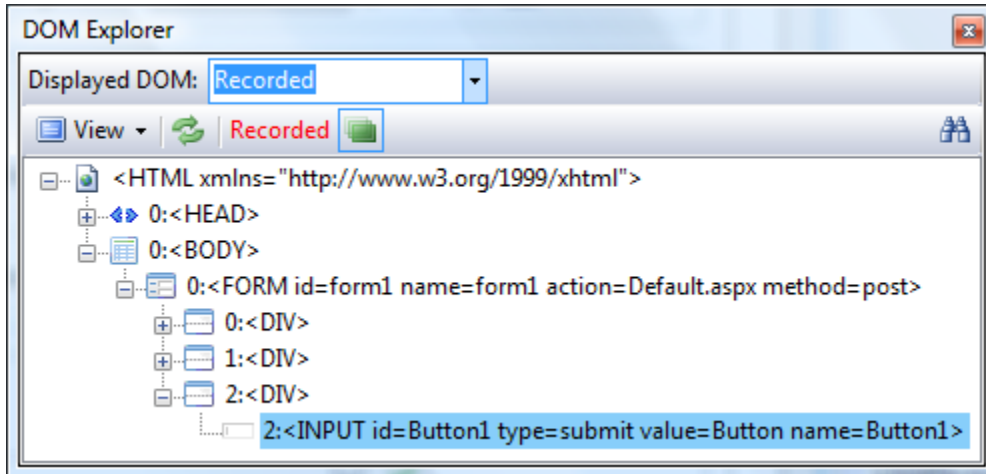 DOM Explorer
Displayed DOM: Recorded
View Recorded
<HTML xmlns="http://www.w3.org/1999/xhtml">
0:<HEAD>
0:<BODY>
0:<FORM id=form1 name=form1 action=Default.aspx method=post>
0:<DIV>
1:<DIV>
2:<DIV>
2:<INPUT id=Button1 type=submit value=Button name=Button1>